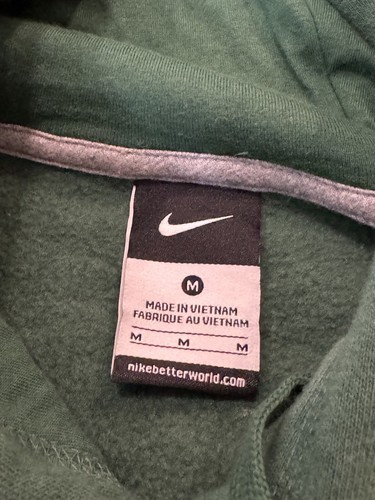 M
MADE IN VIETNAM
FABRIQUE AU VIETNAM
M M M
nikebetterworld.com